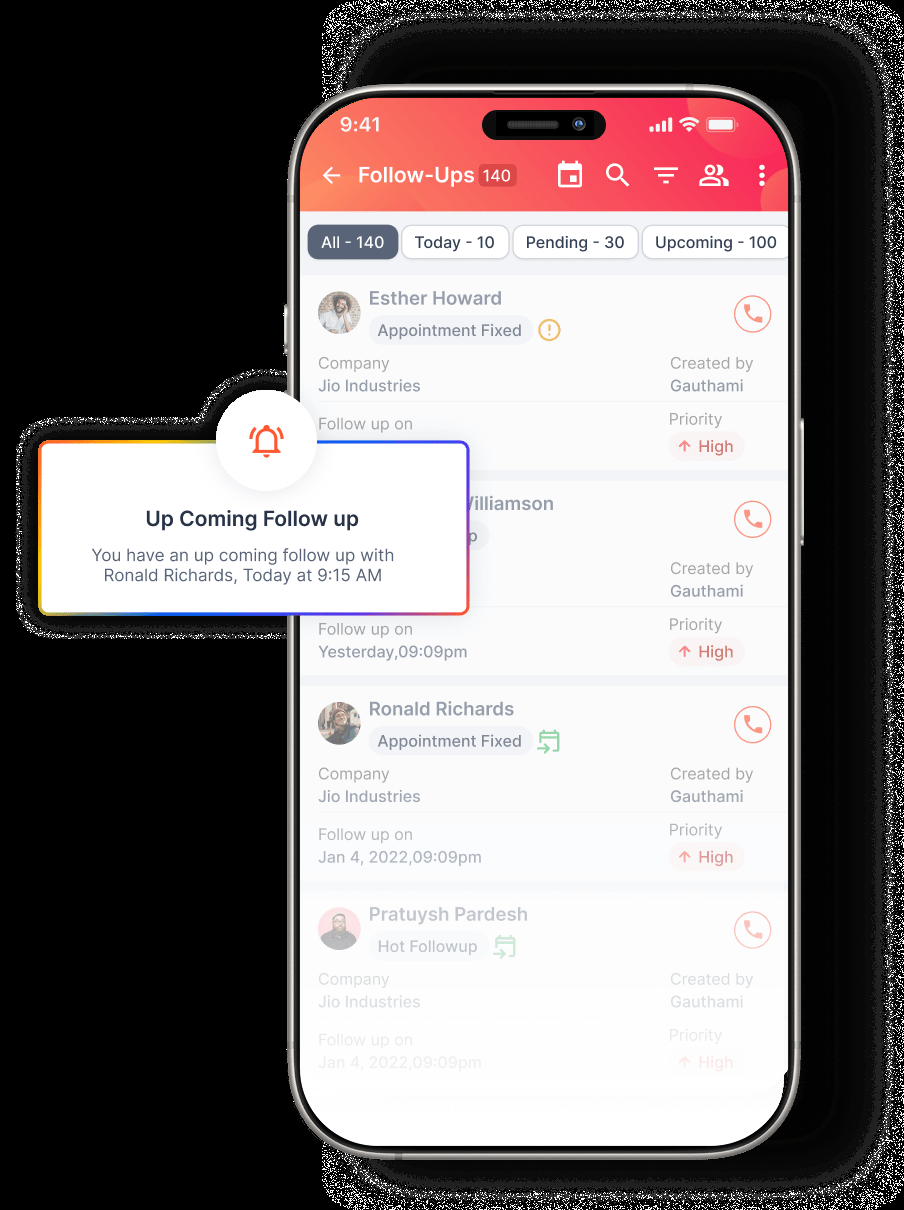 9:41
Follow-Ups 140
All - 140 Today - 10 Pending - 30 Upcoming - 100
Esther Howard
Appointment Fixed
Company Created by
Jio Industries Gauthami
Follow up on Priority
High
Up Coming Follow up
You have an up coming follow up with
Ronald Richards, Today at 9:15 AM
Williamson
p
Created by
Gauthami
Follow up on Priority
Yesterday,09:09pm High
Ronald Richards
Appointment Fixed
Company Created by
Jio Industries Gauthami
Follow up on Priority
Jan 4, 2022,09:09pm High
Pratuysh Pardesh
Hot Followup
Company Created by
Jio Industries Gauthami
Follow up on Priority
Jan 4, 2022,09:09pm High